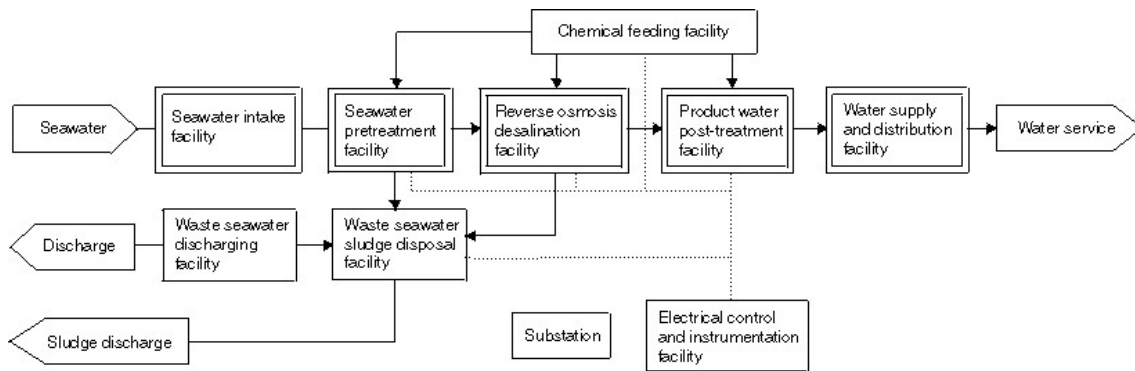 Chemical feeding facility
Seawater
Seawater intake
facility
Seawater
pretreatment
facility
Reverse osmosis
desalination
facility
Product water
post-treatment
facility
Water supply
and distribution
facility
Water service
Discharge
Waste seawater
discharging
facility
Waste seawater
sludge disposal
facility
Sludge discharge
Substation
Electrical control
and instrumentation
facility